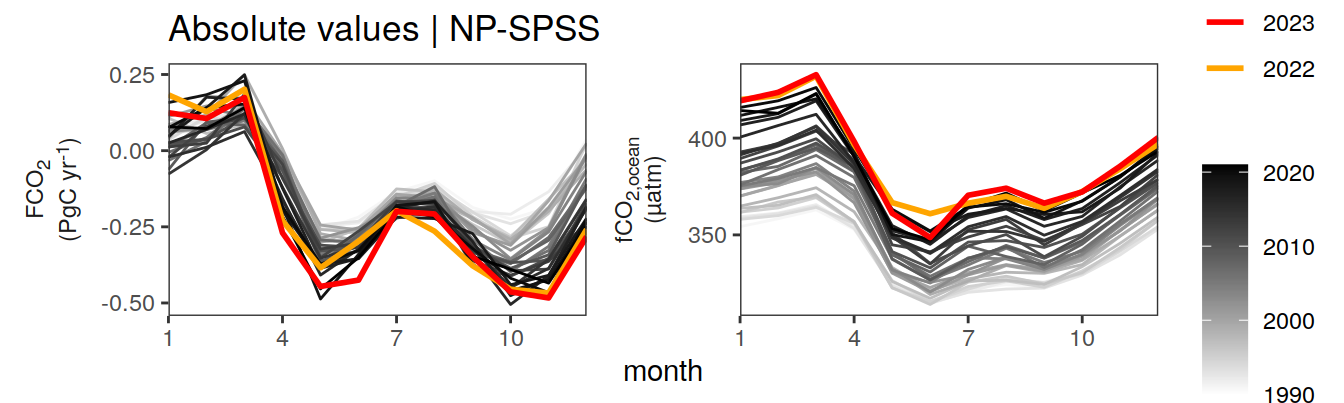 Absolute values | NP-SPSS
FCO2
(PgC yr-1)
0.25
0.00
-0.25
-0.50
1 4 7 10
fCO2,ocean
(µatm)
400
350
1 4 7 10
month
2023
2022
2020
2010
2000
1990